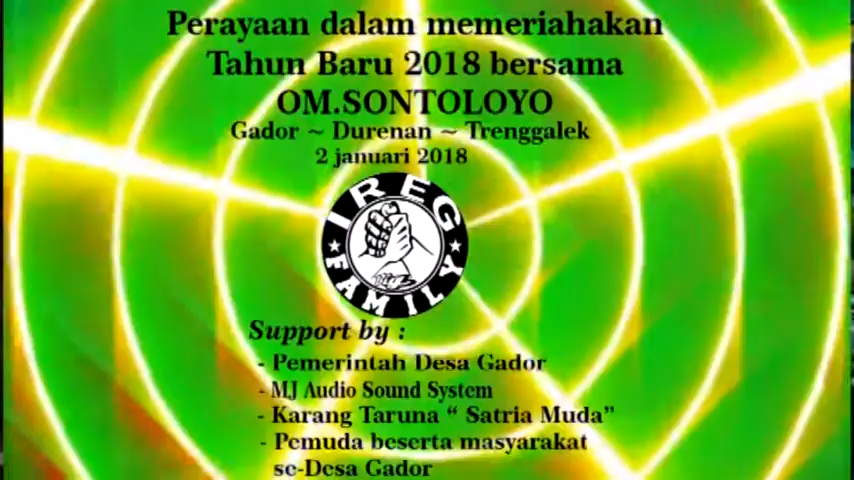 Perayaan dalam memeriahakan
Tahun Baru 2018 bersama
OM.SONTOLOYO
Gador ~ Durenan ~ Trenggalek
2 januari 2018
IREG
FAMILY
Support by :
- Pemerintah Desa Gador
- MJ Audio Sound System
- Karang Taruna “ Satria Muda”
- Pemuda beserta masyarakat
se-Desa Gador